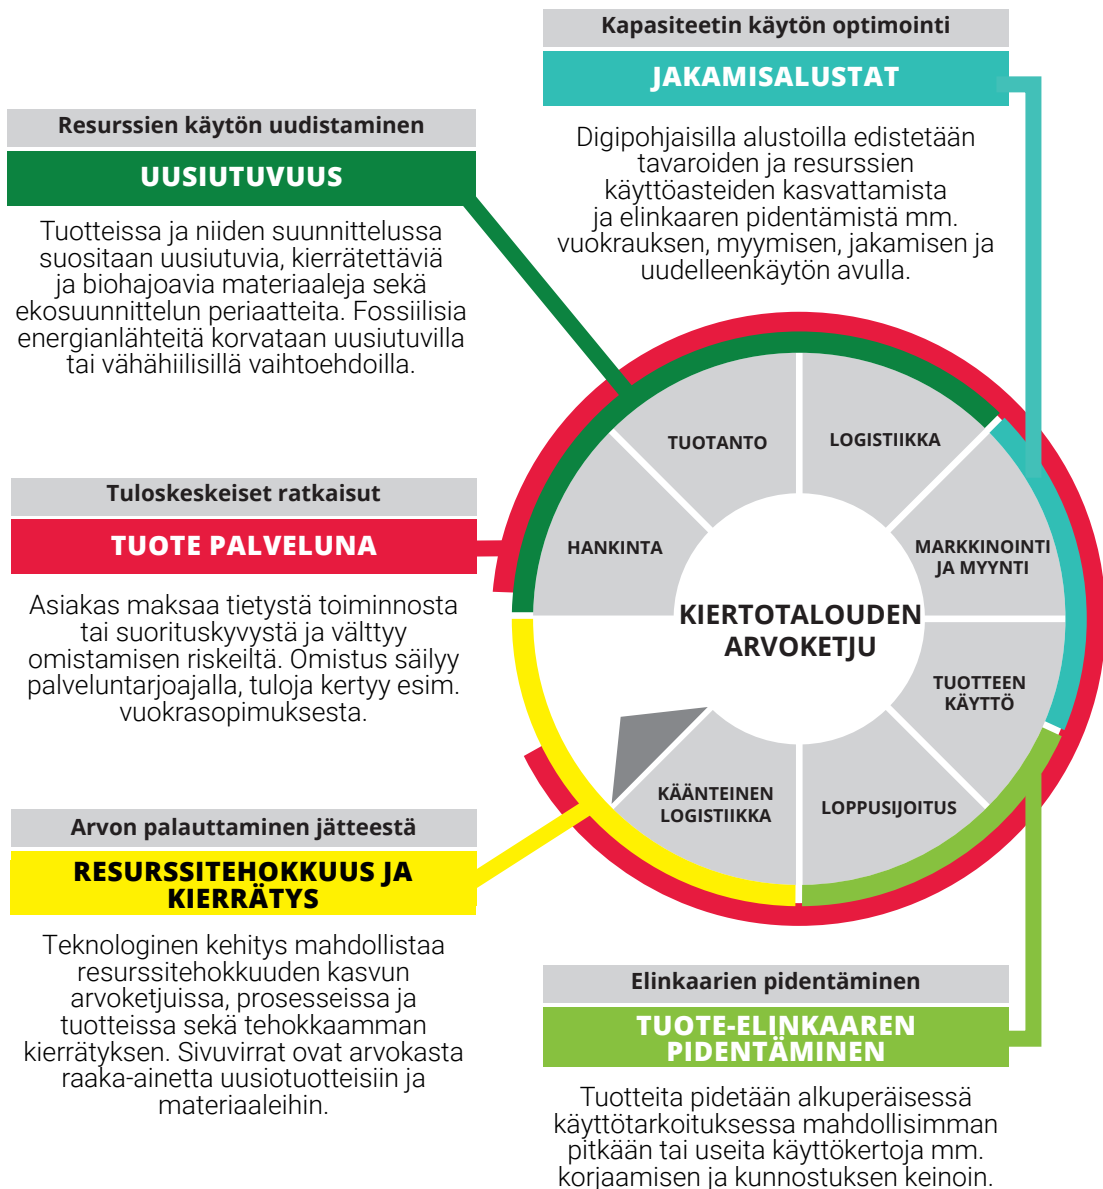 Kapasiteetin käytön optimointi
JAKAMISALUSTAT
Digipohjaisilla alustoilla edistetään
tavaroiden ja resurssien
käyttöasteiden kasvattamista
ja elinkaaren pidentämistä mm.
vuokrauksen, myymisen, jakamisen ja
uudelleenkäytön avulla.
Resurssien käytön uudistaminen
UUSIUTUVUUS
Tuotteissa ja niiden suunnittelussa
suositaan uusiutuvia, kierrätettäviä
ja biohajoavia materiaaleja sekä
ekosuunnittelun periaatteita. Fossiilisia
energianlähteitä korvataan uusiutuvilla
tai vähähiilisillä vaihtoehdoilla.
Tuloskeskeiset ratkaisut
TUOTE PALVELUNA
Asiakas maksaa tietystä toiminnosta
tai suorituskyvystä ja välttyy
omistamisen riskeiltä. Omistus säilyy
palveluntarjoajalla, tuloja kertyy esim.
vuokrasopimuksesta.
TUOTANTO
LOGISTIIKKA
HANKINTA
MARKKINOINTI
JA MYYNTI
KIERTOTALOUDEN
ARVOKETJU
TUOTTEEN
KÄYTTÖ
KÄÄNTEINEN
LOGISTIIKKA
LOPPUSIJOITUS
Arvon palauttaminen jätteestä
RESURSSITEHOKKUUS JA
KIERRÄTYS
Teknologinen kehitys mahdollistaa
resurssitehokkuuden kasvun
arvoketjuissa, prosesseissa ja
tuotteissa sekä tehokkaamman
kierrätyksen. Sivuvirrat ovat arvokasta
raaka-ainetta uusiotuotteisiin ja
materiaaleihin.
Elinkaarien pidentäminen
TUOTE-ELINKAAREN
PIDENTÄMINEN
Tuotteita pidetään alkuperäisessä
käyttötarkoituksessa mahdollisimman
pitkään tai useita käyttökertoja mm.
korjaamisen ja kunnostuksen keinoin.